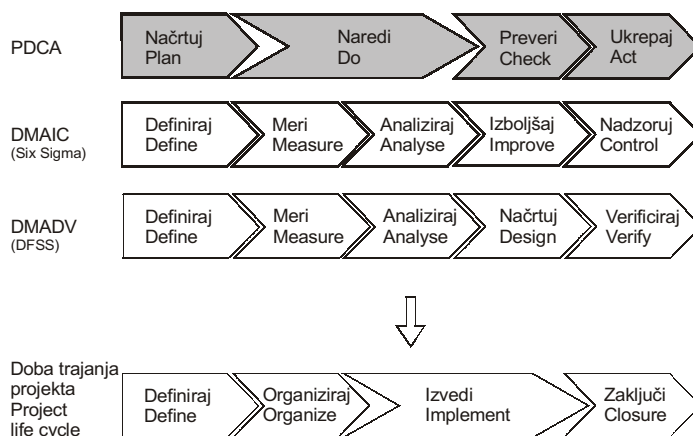 PDCA
Načrtuj
Plan
Naredi
Do
Preveri
Check
Ukrepaj
Act
DMAIC
(Six Sigma)
Definiraj
Define
Meri
Measure
Analiziraj
Analyse
Izboljšaj
Improve
Nadzoruj
Control
DMADV
(DFSS)
Definiraj
Define
Meri
Measure
Analiziraj
Analyse
Načrtuj
Design
Verificiraj
Verify
Doba trajanja
projekta
Project
life cycle
Definiraj
Define
Organiziraj
Organize
Izvedi
Implement
Zaključi
Closure